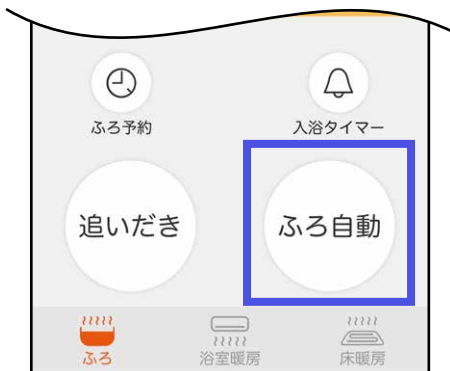 ふろ予約
入浴タイマー
追いだき
ふろ自動
ふろ
浴室暖房
床暖房